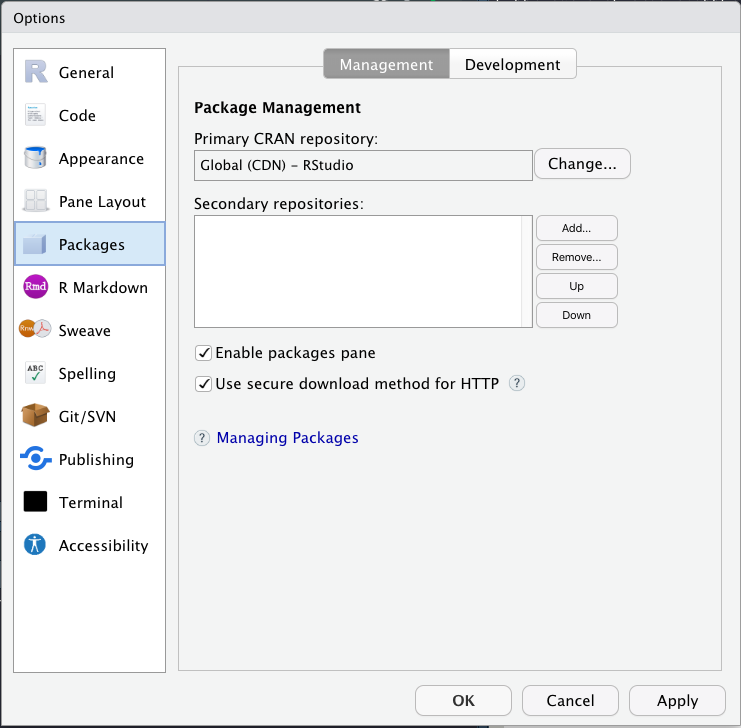 Options
General
Code
Appearance
Pane Layout
Packages
Rmd R Markdown
Sweave
ABC Spelling
Git/SVN
Publishing
Terminal
Accessibility
Management Development
Package Management
Primary CRAN repository:
Global (CDN) – RStudio Change...
Secondary repositories:
Add...
Remove...
Up
Down
Enable packages pane
Use secure download method for HTTP ?
? Managing Packages
OK Cancel Apply